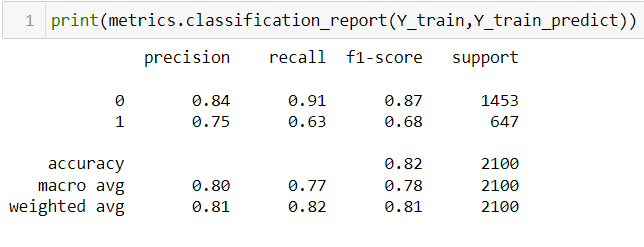 1 print(metrics.classification_report(Y_train,Y_train_predict))
precision recall f1-score support
0 0.84 0.91 0.87 1453
1 0.75 0.63 0.68 647
accuracy 0.82 2100
macro avg 0.80 0.77 0.78 2100
weighted avg 0.81 0.82 0.81 2100